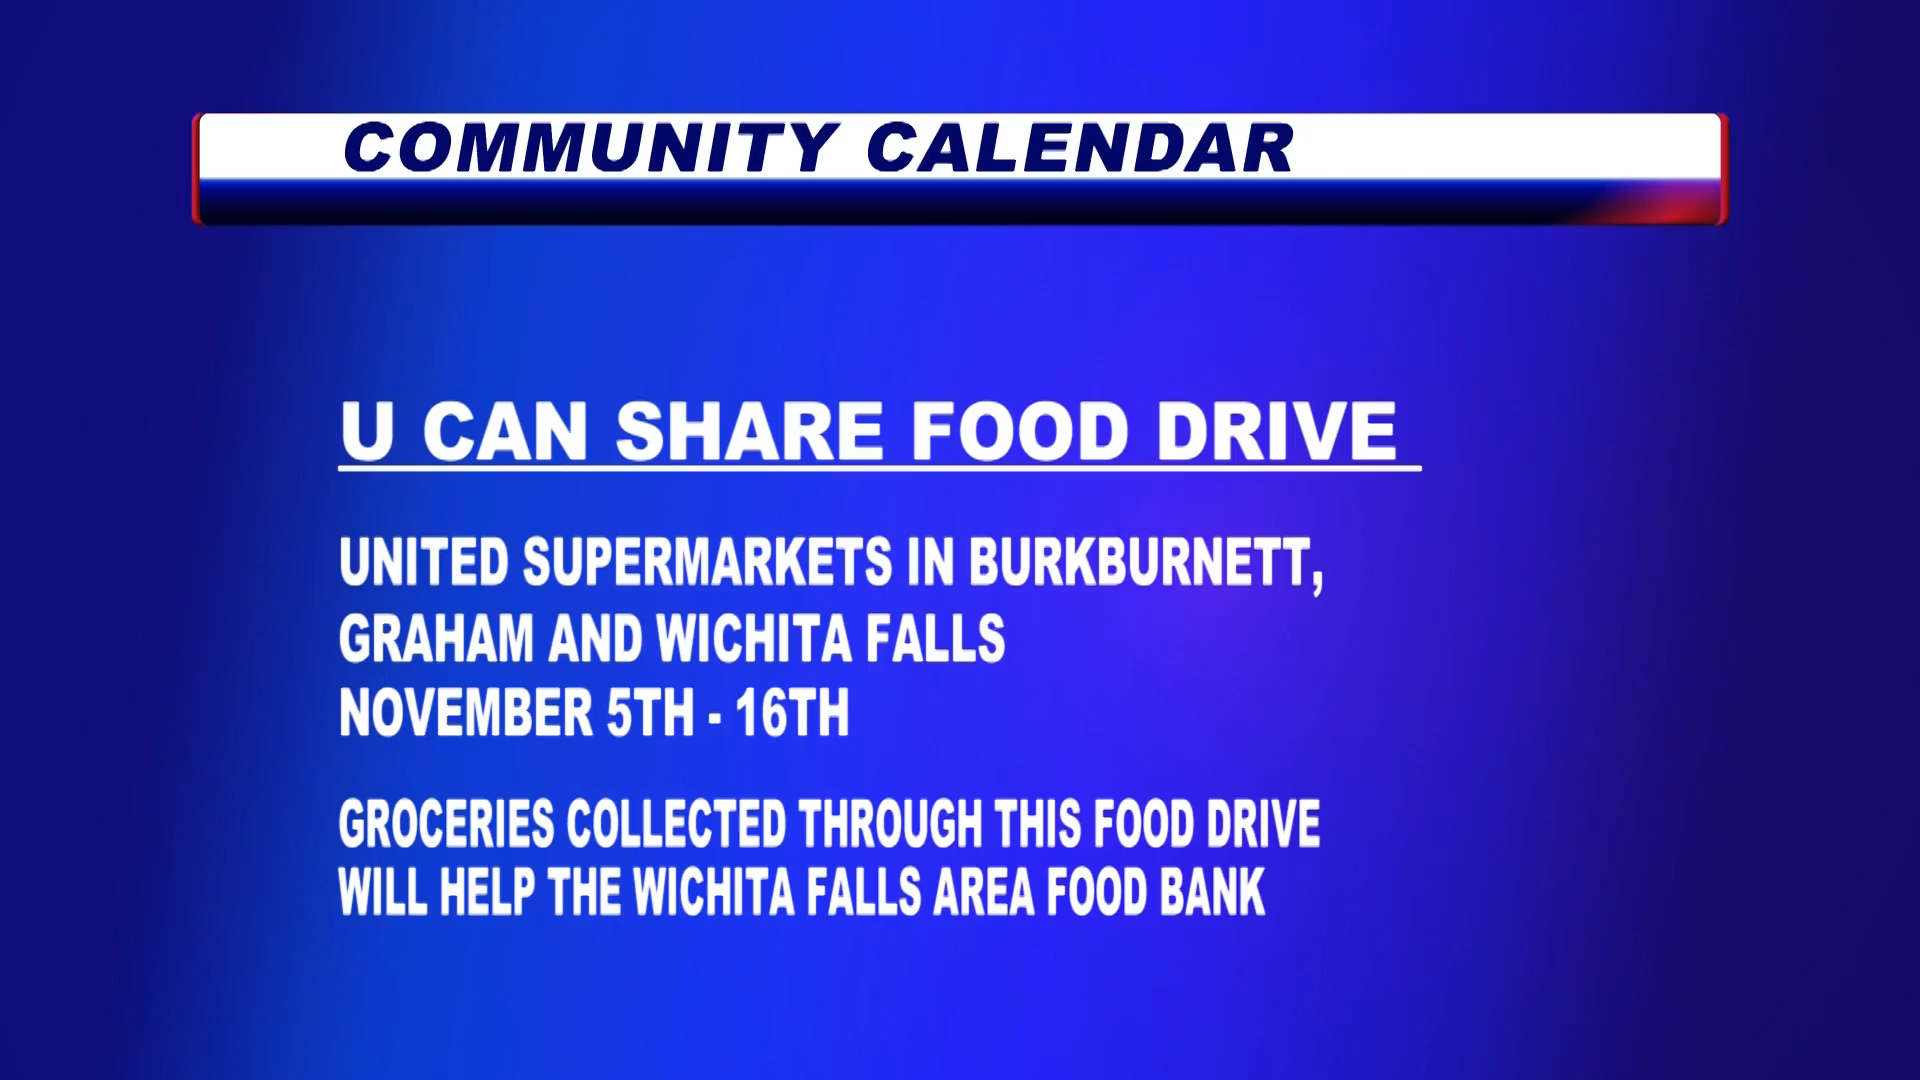 COMMUNITY CALENDAR
U CAN SHARE FOOD DRIVE
UNITED SUPERMARKETS IN BURKBURNETT,
GRAHAM AND WICHITA FALLS
NOVEMBER 5TH - 16TH
GROCERIES COLLECTED THROUGH THIS FOOD DRIVE
WILL HELP THE WICHITA FALLS AREA FOOD BANK